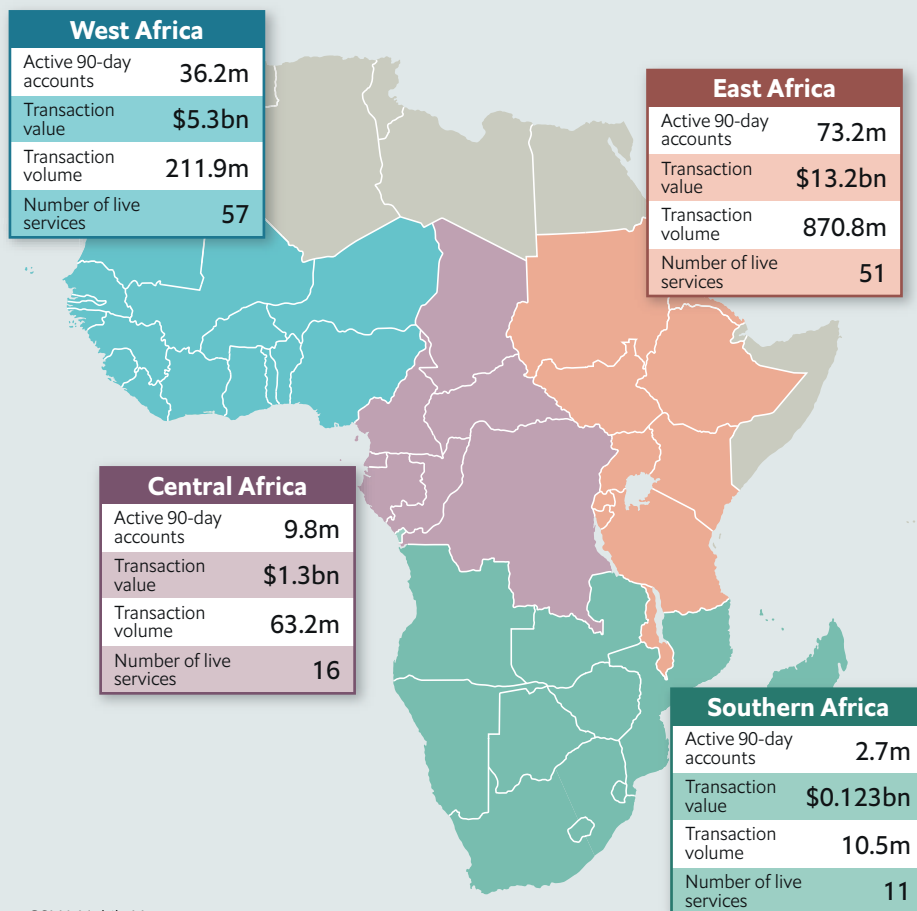 West Africa
Active 90-day
accounts
36.2m
Transaction
value
$5.3bn
Transaction
volume
211.9m
Number of live
services
57
East Africa
Active 90-day
accounts
73.2m
Transaction
value
$13.2bn
Transaction
volume
870.8m
Number of live
services
51
Central Africa
Active 90-day
accounts
9.8m
Transaction
value
$1.3bn
Transaction
volume
63.2m
Number of live
services
16
Southern Africa
Active 90-day
accounts
2.7m
Transaction
value
$0.123bn
Transaction
volume
10.5m
Number of live
services
11